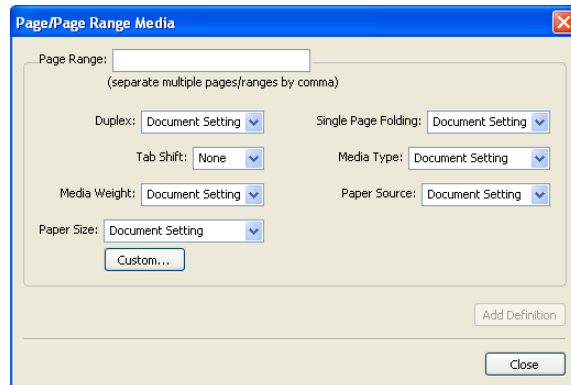 Page/Page Range Media
Page Range:
(separate multiple pages/ranges by comma)
Duplex: Document Setting Single Page Folding: Document Setting
Tab Shift: None Media Type: Document Setting
Media Weight: Document Setting Paper Source: Document Setting
Paper Size: Document Setting
Custom...
Add Definition
Close